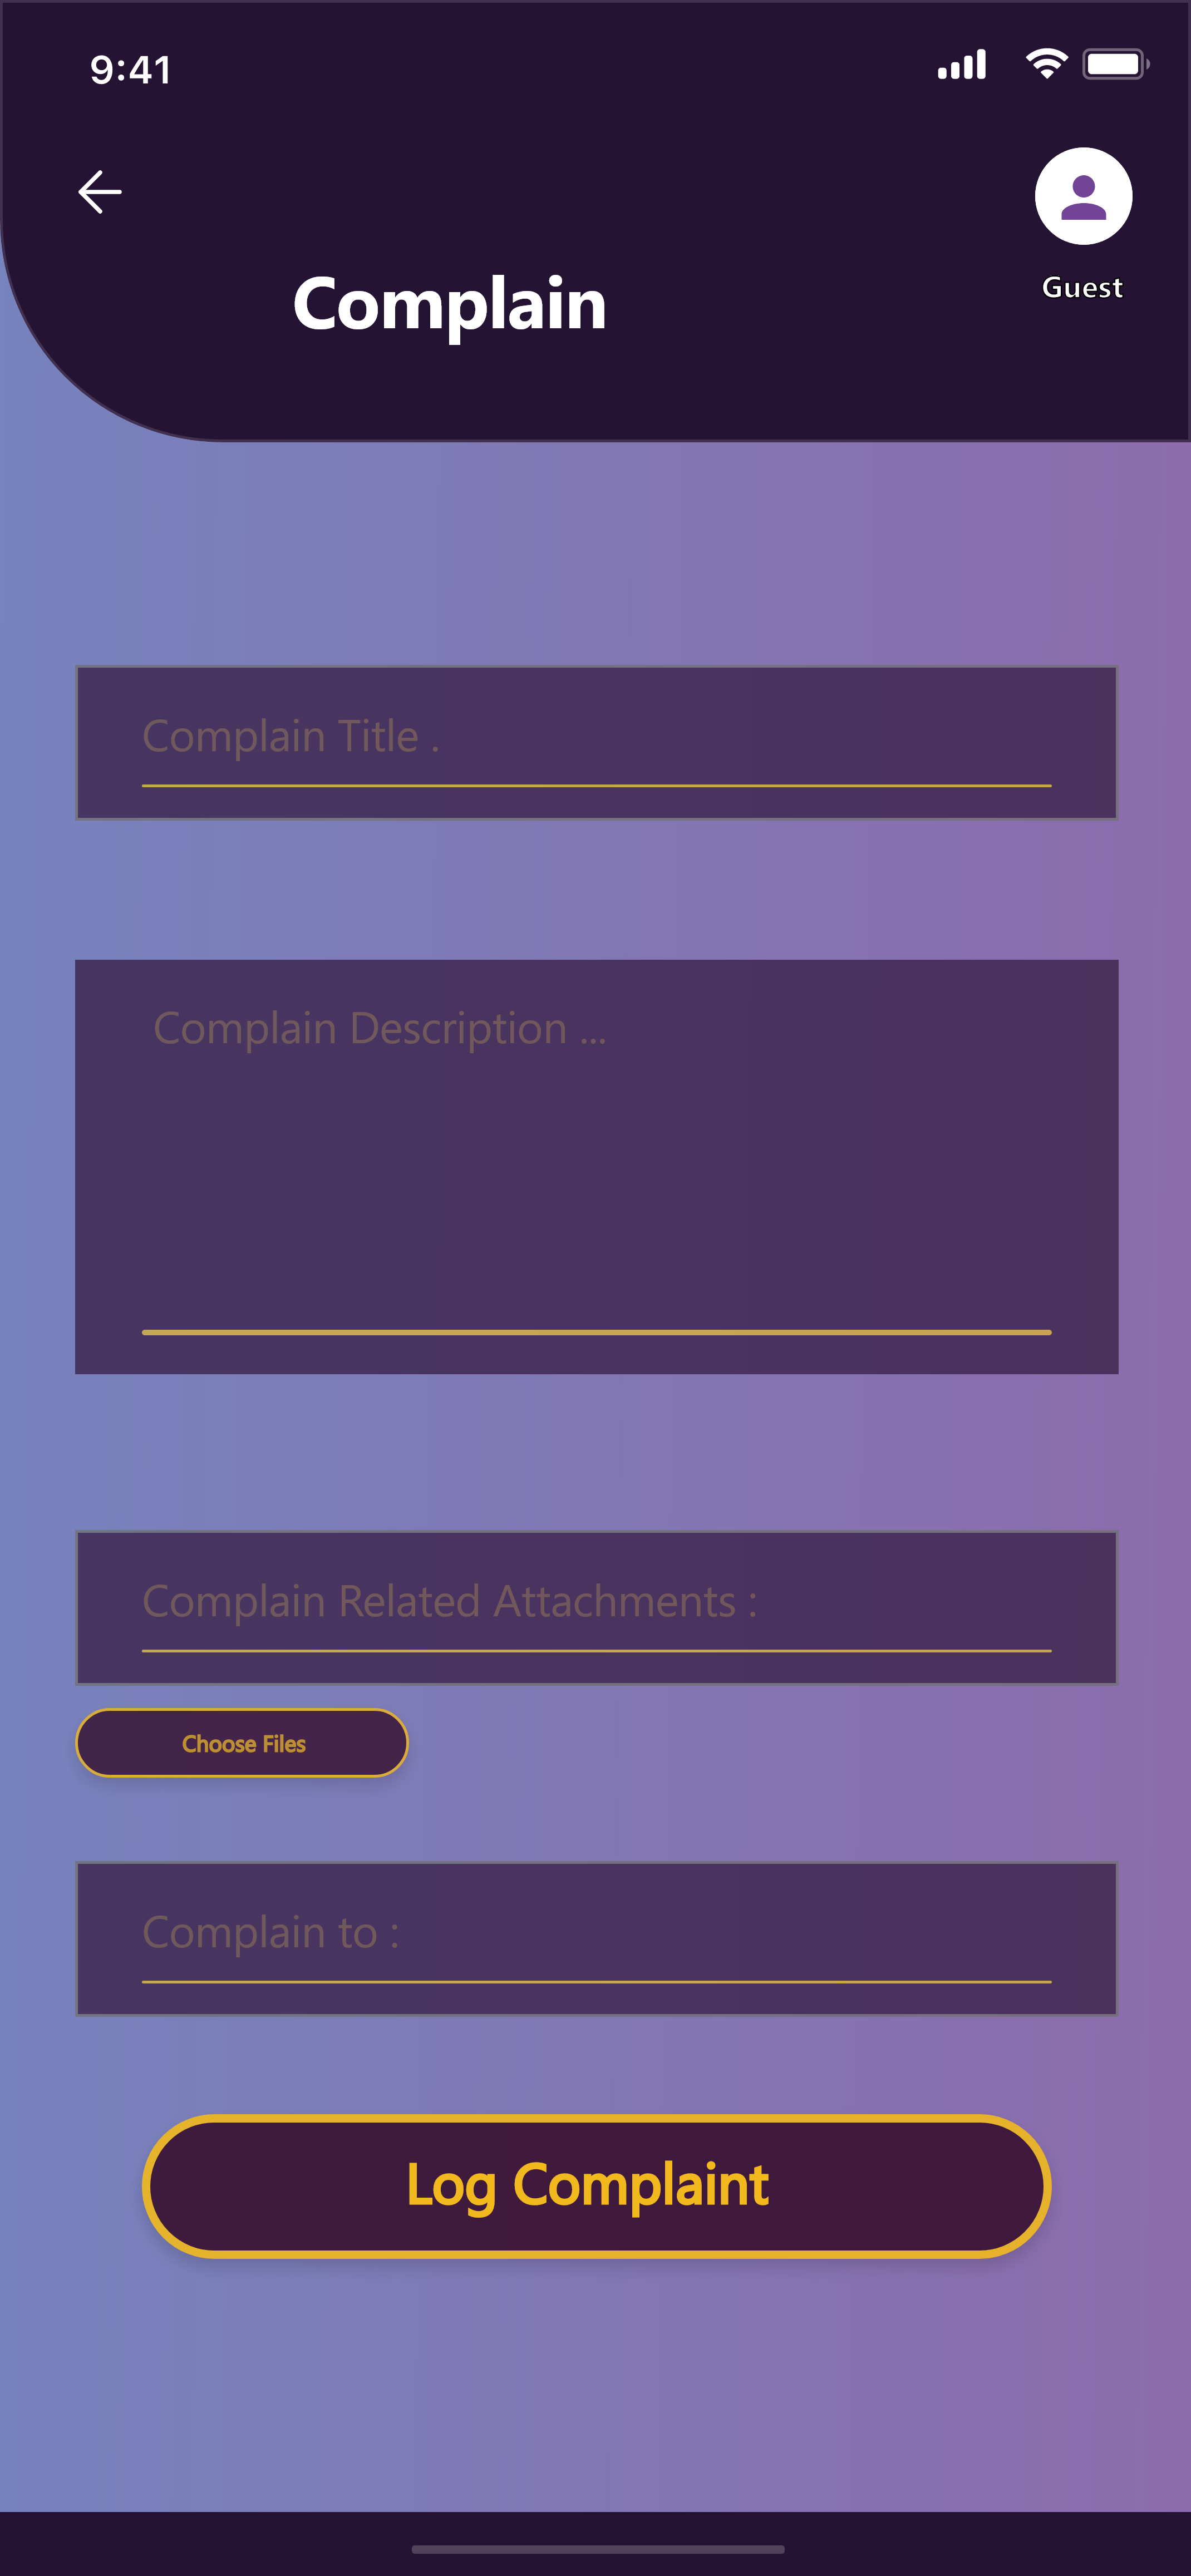 9:41
Guest
Complain
Complain Title .
Complain Description ...
Complain Related Attachments :
Choose Files
Complain to :
Log Complaint